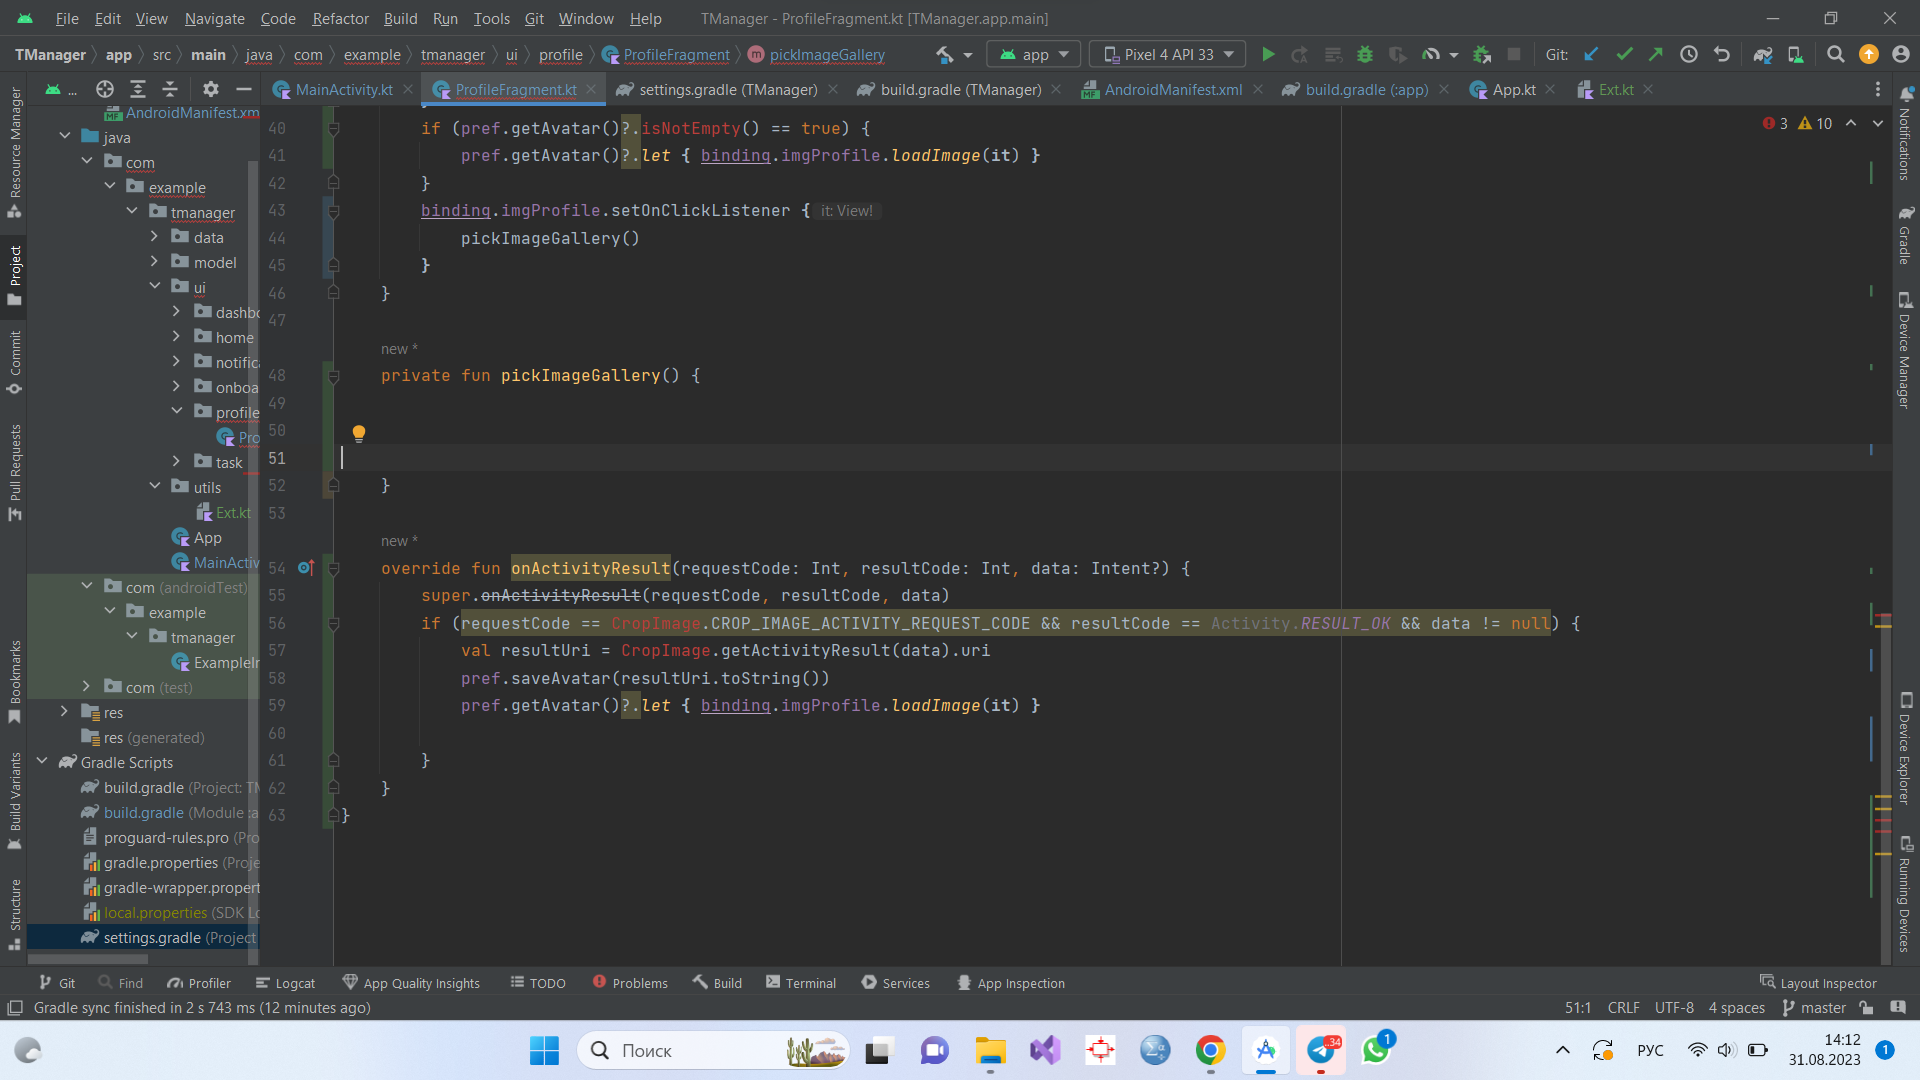 File Edit View Navigate Code Refactor Build Run Tools Git Window Help TManager - ProfileFragment.kt [TManager.app.main]
TManager app src main java com example tmanager ui profile ProfileFragment m pickImageGallery app Pixel 4 API 33 Git:
... MainActivity.kt ProfileFragment.kt settings.gradle (TManager) build.gradle (TManager) AndroidManifest.xml build.gradle (:app) App.kt Ext.kt
Resource Manager
Project
Commit
Pull Requests
Bookmarks
Build Variants
Structure
AndroidManifest.xm
java
com
example
tmanager
data
model
ui
dashbo
home
notifica
onboa
profile
Pro
task
utils
Ext.kt
App
MainActiv
com (androidTest)
example
tmanager
ExampleIn
com (test)
res
res (generated)
Gradle Scripts
build.gradle (Project: TM
build.gradle (Module :a
proguard-rules.pro (Pro
gradle.properties (Proje
gradle-wrapper.propert
local.properties (SDK Lo
settings.gradle (Project
3 10
40 if (pref.getAvatar()?.isNotEmpty() == true) {
41 pref.getAvatar()?.let { binding.imgProfile.loadImage(it) }
42 }
43 binding.imgProfile.setOnClickListener { it: View!
44 pickImageGallery()
45 }
46 }
47
new *
48 private fun pickImageGallery() {
49
50
51
52 }
53
new *
54 override fun onActivityResult(requestCode: Int, resultCode: Int, data: Intent?) {
55 super.onActivityResult(requestCode, resultCode, data)
56 if (requestCode == CropImage.CROP_IMAGE_ACTIVITY_REQUEST_CODE && resultCode == Activity.RESULT_OK && data != null) {
57 val resultUri = CropImage.getActivityResult(data).uri
58 pref.saveAvatar(resultUri.toString())
59 pref.getAvatar()?.let { binding.imgProfile.loadImage(it) }
60
61 }
62 }
63 }
Notifications
Gradle
Device Manager
Device Explorer
Running Devices
Git Find Profiler Logcat App Quality Insights TODO Problems Build Terminal Services App Inspection Layout Inspector
Gradle sync finished in 2 s 743 ms (12 minutes ago) 51:1 CRLF UTF-8 4 spaces master
Поиск ..34 1 РУС 14:12 1
31.08.2023